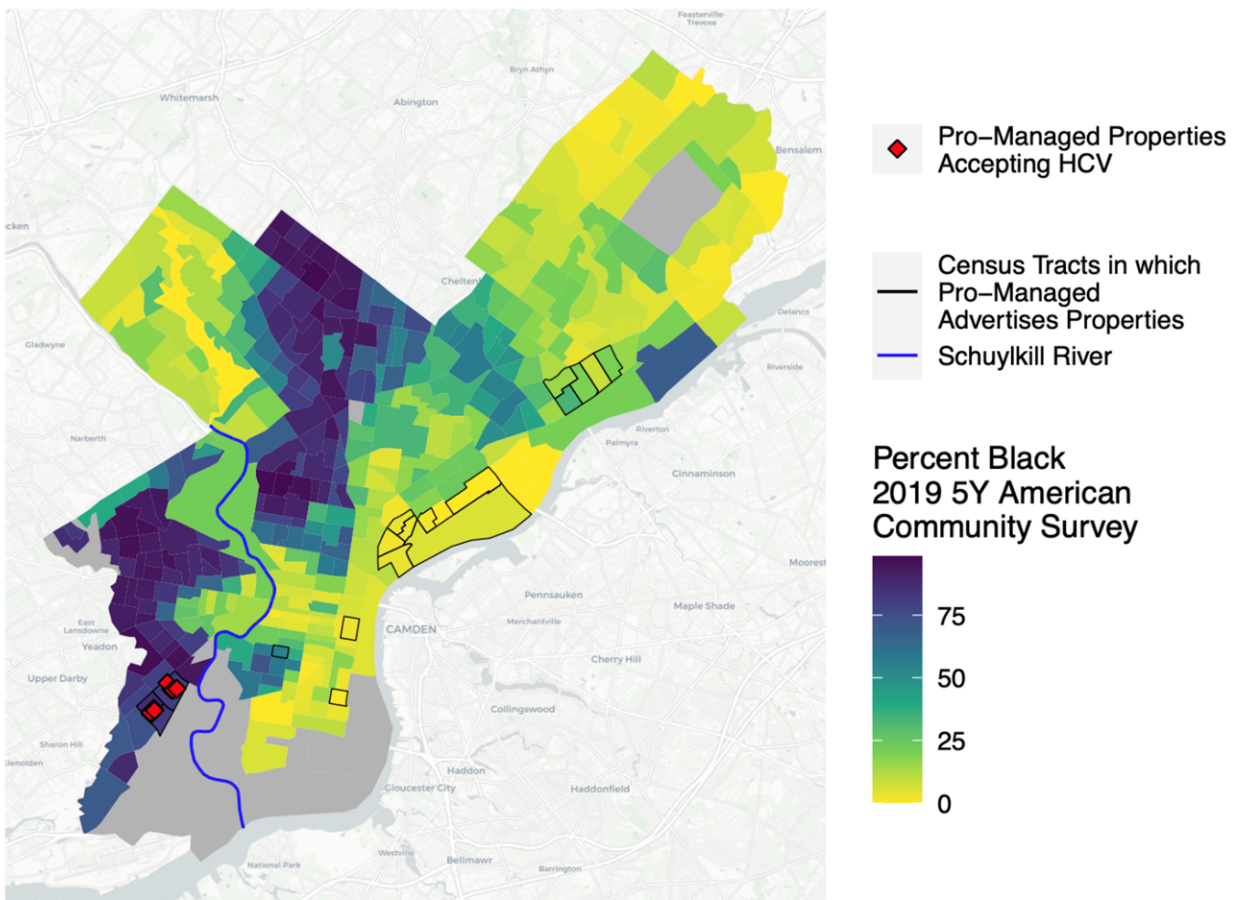 Feasterville-
Trevose
Bryn Athyn
Whitemarsh
Abington
Bensalem
Pro–Managed Properties
Accepting HCV
cken
Census Tracts in which
Pro–Managed
Advertises Properties
Schuylkill River
Chelten
Delance
Gladwyne
Riverside
Narberth
Riverton
Palmyra
Cinnaminson
Percent Black
2019 5Y American
Community Survey
75
50
25
0
Moorest
Pennsauken
Maple Shade
Merchantville
CAMDEN
East
Lansdowne
Yeadon
Cherry Hill
Upper Darby
Collingswood
Sharon Hill
Glenolden
Haddon
Gloucester City
Haddonfield
Westville
Bellmawr
National Park
Barrington